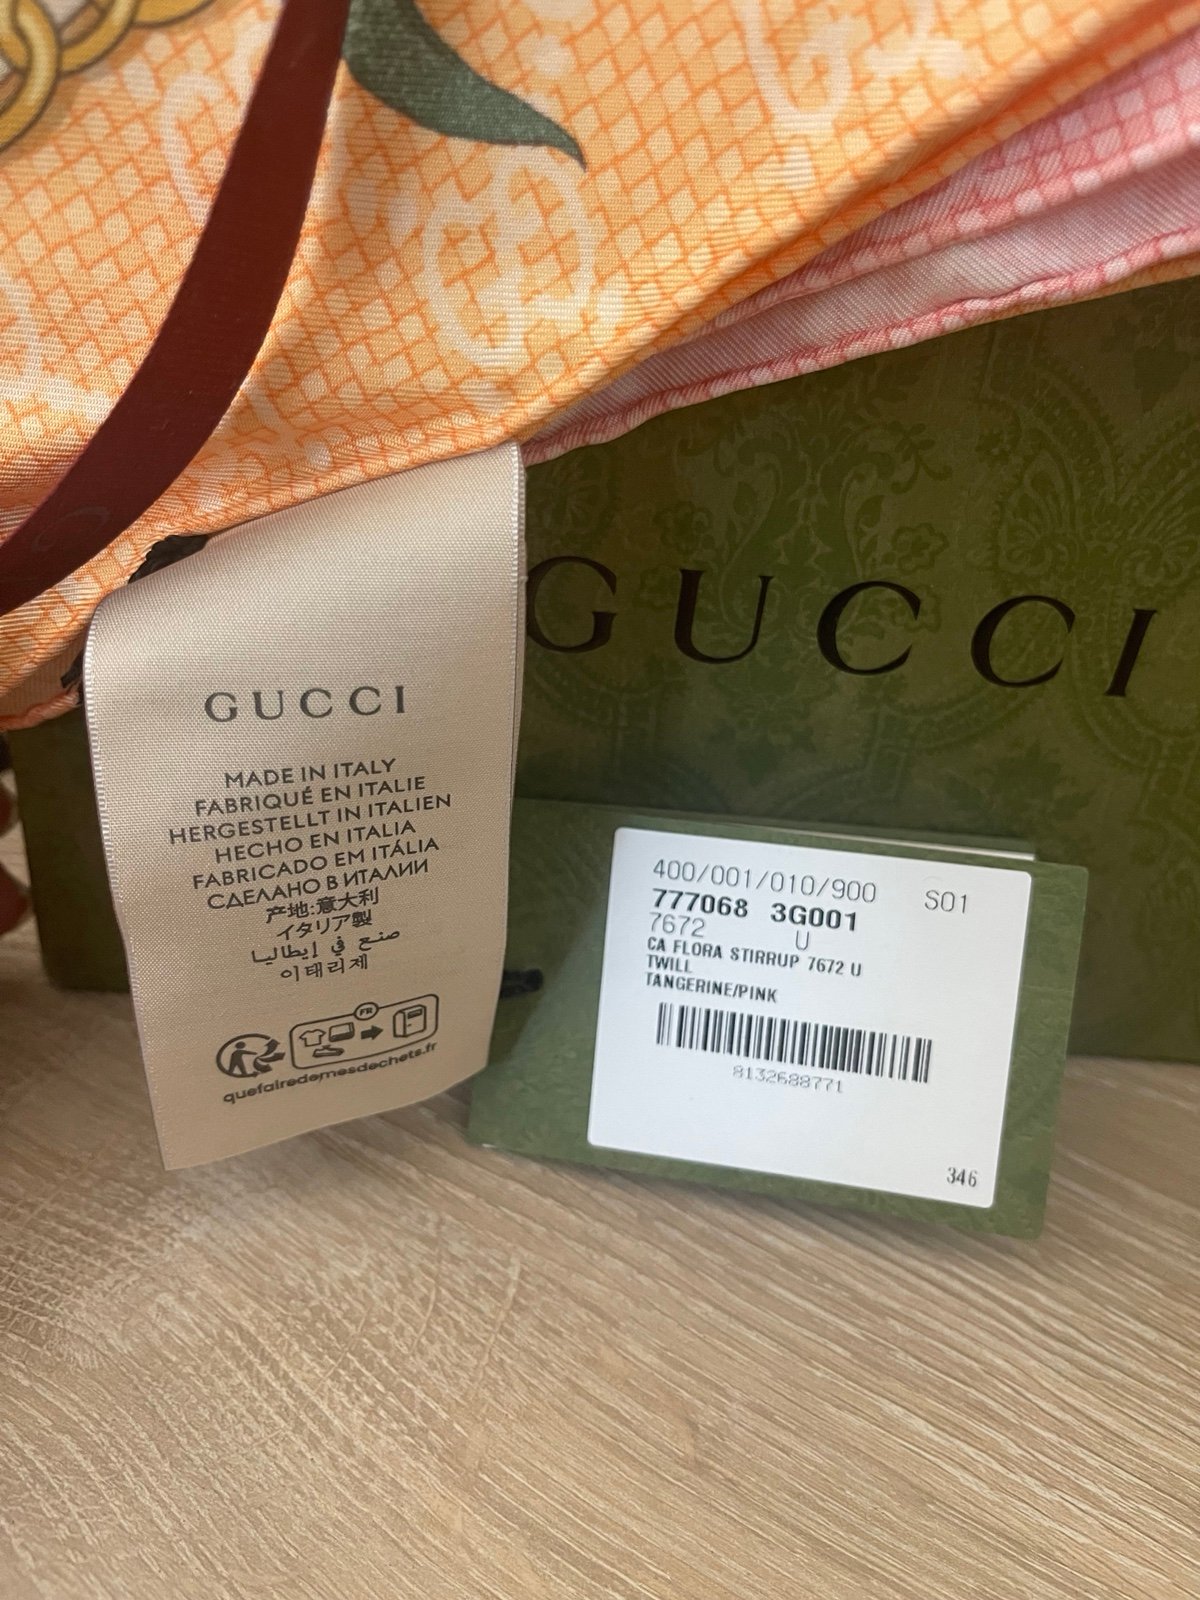 GUCCI
GUCCI
MADE IN ITALY
FABRIQUÉ EN ITALIE
HERGESTELLT IN ITALIEN
HECHO EN ITALIA
FABRICADO EM ITÁLIA
СДЕЛАНО В ИТАЛИИ
产地:意大利
イタリア製
صنع في إيطاليا
이태리제
FR
quefairedemesdechets.fr
400/001/010/900 S01
777068 3G001
7672 U
CA FLORA STIRRUP 7672 U
TWILL
TANGERINE/PINK
8132688771
346